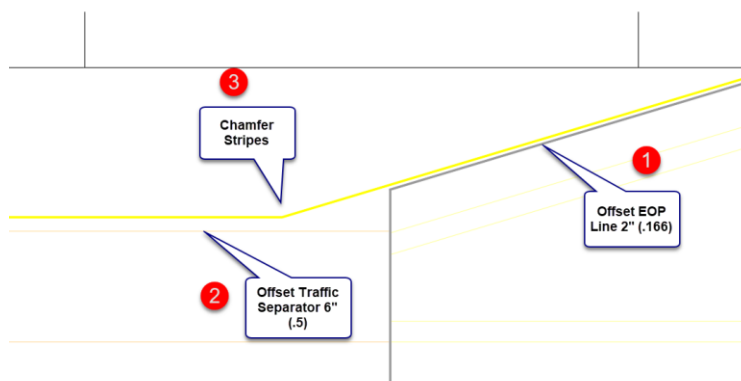 3
Chamfer
Stripes
1
Offset EOP
Line 2" (.166)
2
Offset Traffic
Separator 6"
(.5)